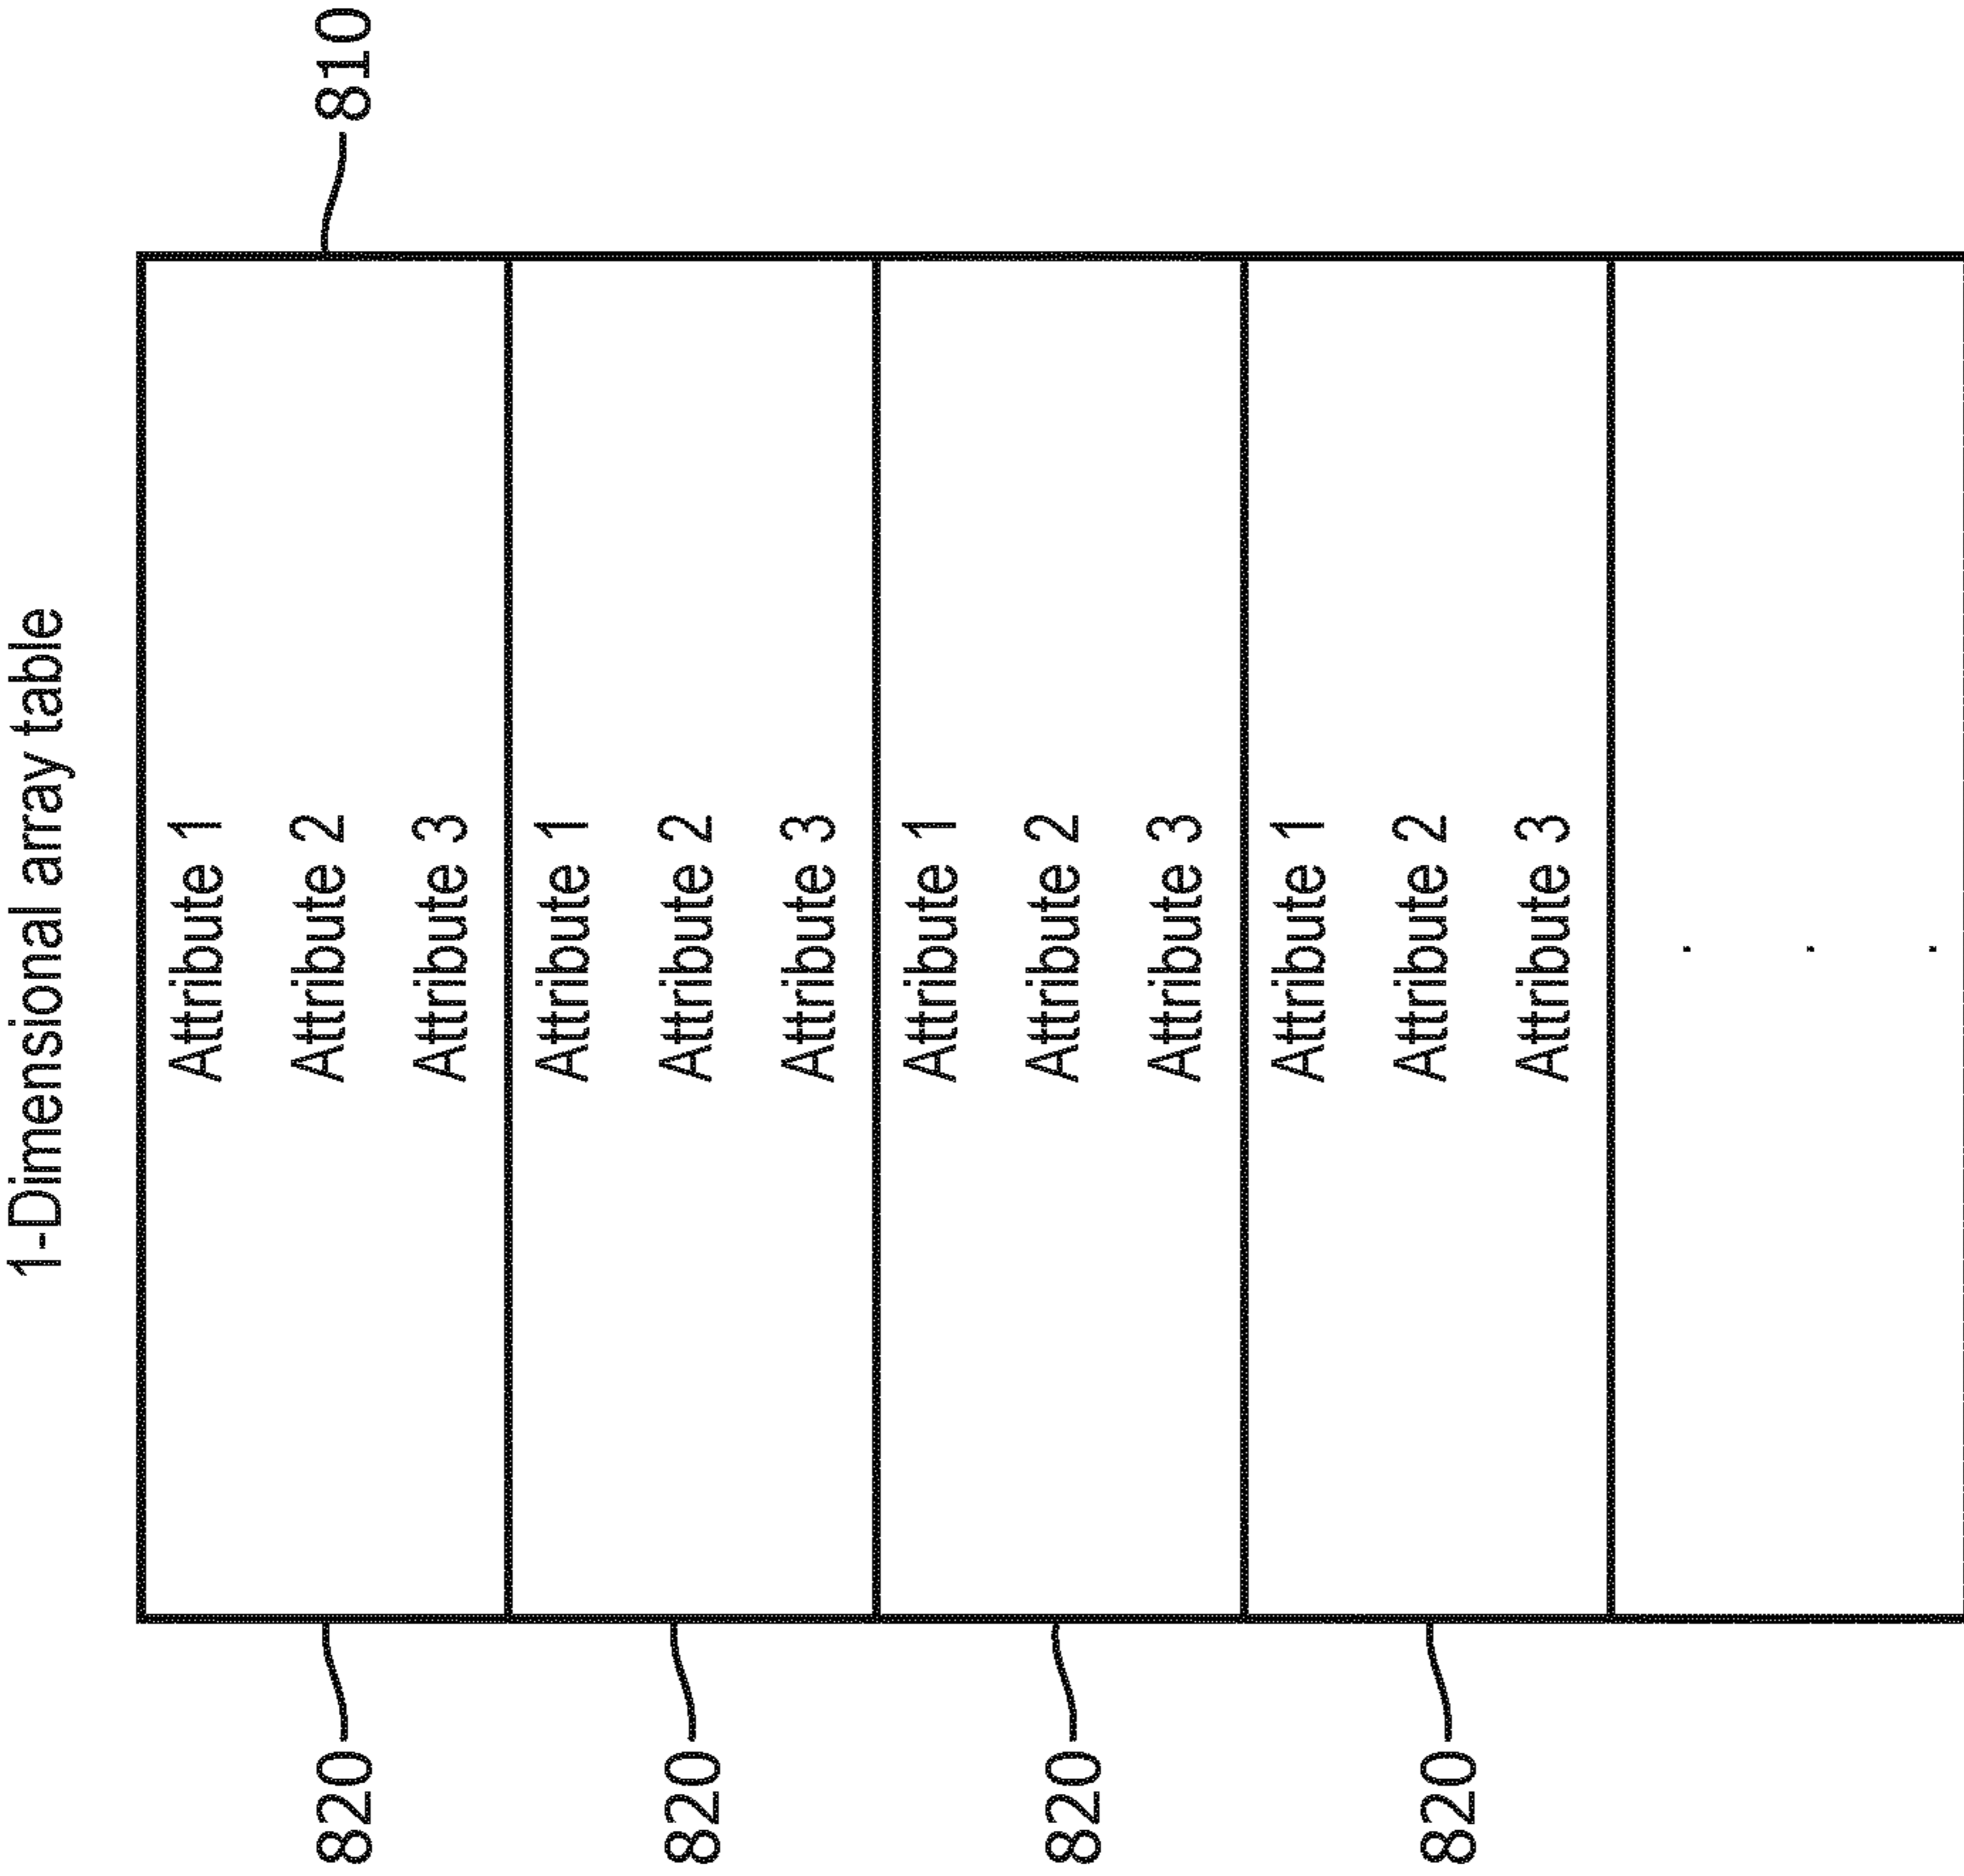 1-Dimensional array table
810
820
Attribute 1
Attribute 2
Attribute 3
820
Attribute 1
Attribute 2
Attribute 3
820
Attribute 1
Attribute 2
Attribute 3
820
Attribute 1
Attribute 2
Attribute 3
.
.
.